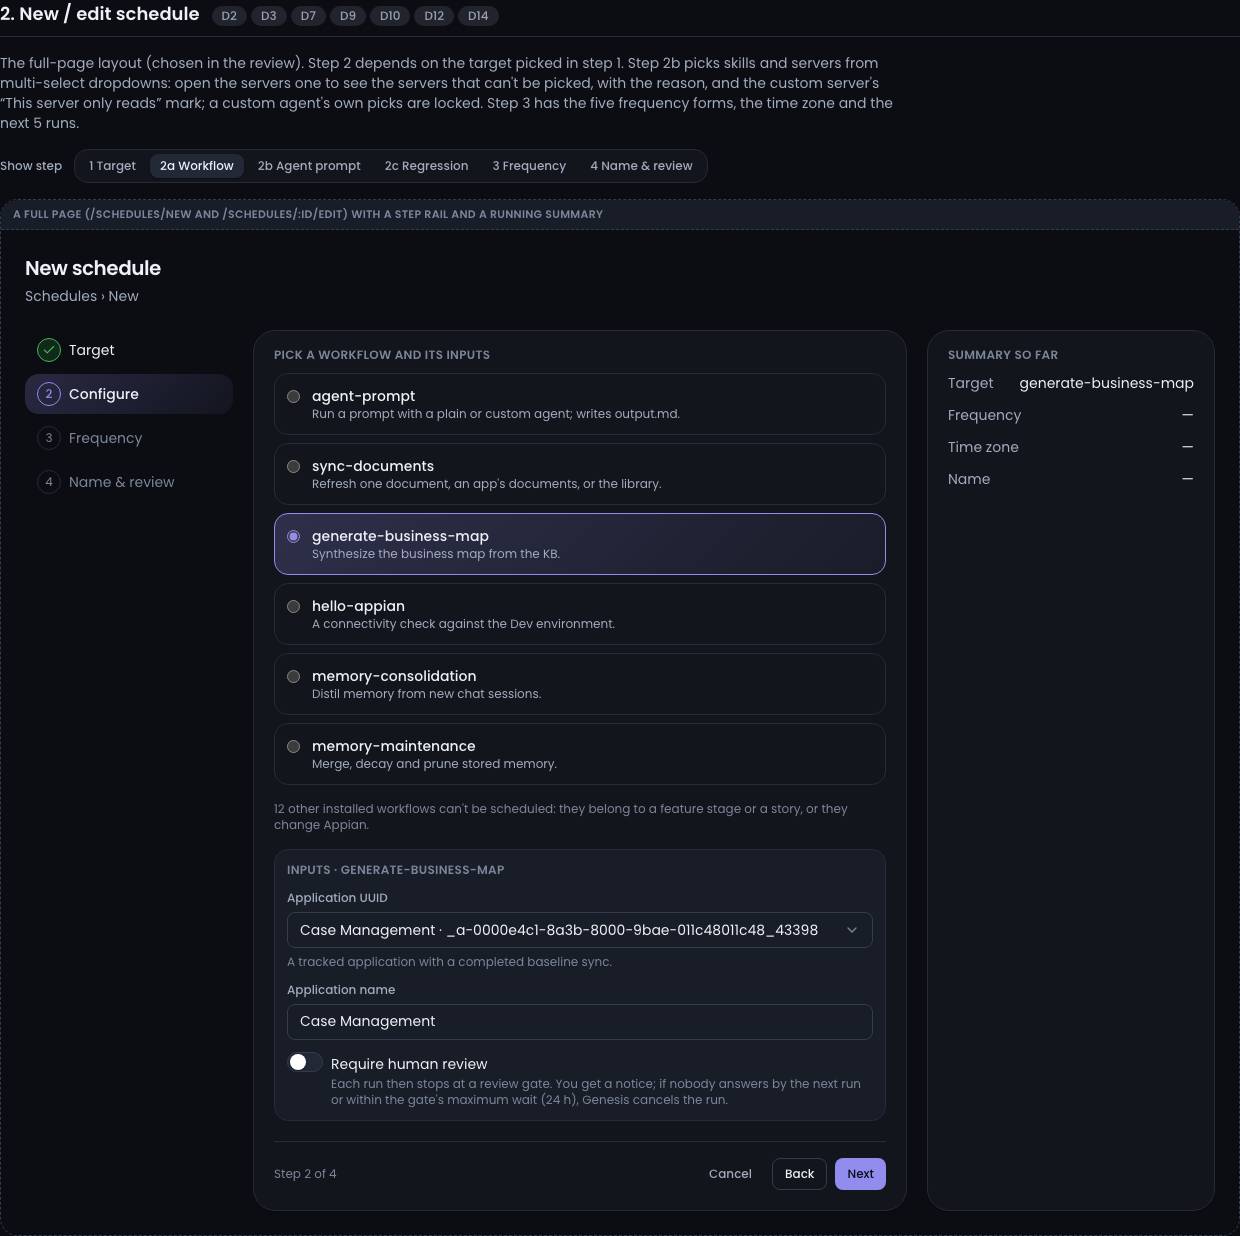 2. New / edit schedule D2 D3 D7 D9 D10 D12 D14
The full-page layout (chosen in the review). Step 2 depends on the target picked in step 1. Step 2b picks skills and servers from
multi-select dropdowns: open the servers one to see the servers that can't be picked, with the reason, and the custom server's
“This server only reads” mark; a custom agent's own picks are locked. Step 3 has the five frequency forms, the time zone and the
next 5 runs.
Show step 1 Target 2a Workflow 2b Agent prompt 2c Regression 3 Frequency 4 Name & review
A FULL PAGE (/SCHEDULES/NEW AND /SCHEDULES/:ID/EDIT) WITH A STEP RAIL AND A RUNNING SUMMARY
New schedule
Schedules › New
Target
2 Configure
3 Frequency
4 Name & review
PICK A WORKFLOW AND ITS INPUTS
agent-prompt
Run a prompt with a plain or custom agent; writes output.md.
sync-documents
Refresh one document, an app's documents, or the library.
generate-business-map
Synthesize the business map from the KB.
hello-appian
A connectivity check against the Dev environment.
memory-consolidation
Distil memory from new chat sessions.
memory-maintenance
Merge, decay and prune stored memory.
12 other installed workflows can't be scheduled: they belong to a feature stage or a story, or they
change Appian.
INPUTS · GENERATE-BUSINESS-MAP
Application UUID
Case Management · _a-0000e4c1-8a3b-8000-9bae-011c48011c48_43398
A tracked application with a completed baseline sync.
Application name
Case Management
Require human review
Each run then stops at a review gate. You get a notice; if nobody answers by the next run
or within the gate's maximum wait (24 h), Genesis cancels the run.
Step 2 of 4 Cancel Back Next
SUMMARY SO FAR
Target generate-business-map
Frequency —
Time zone —
Name —